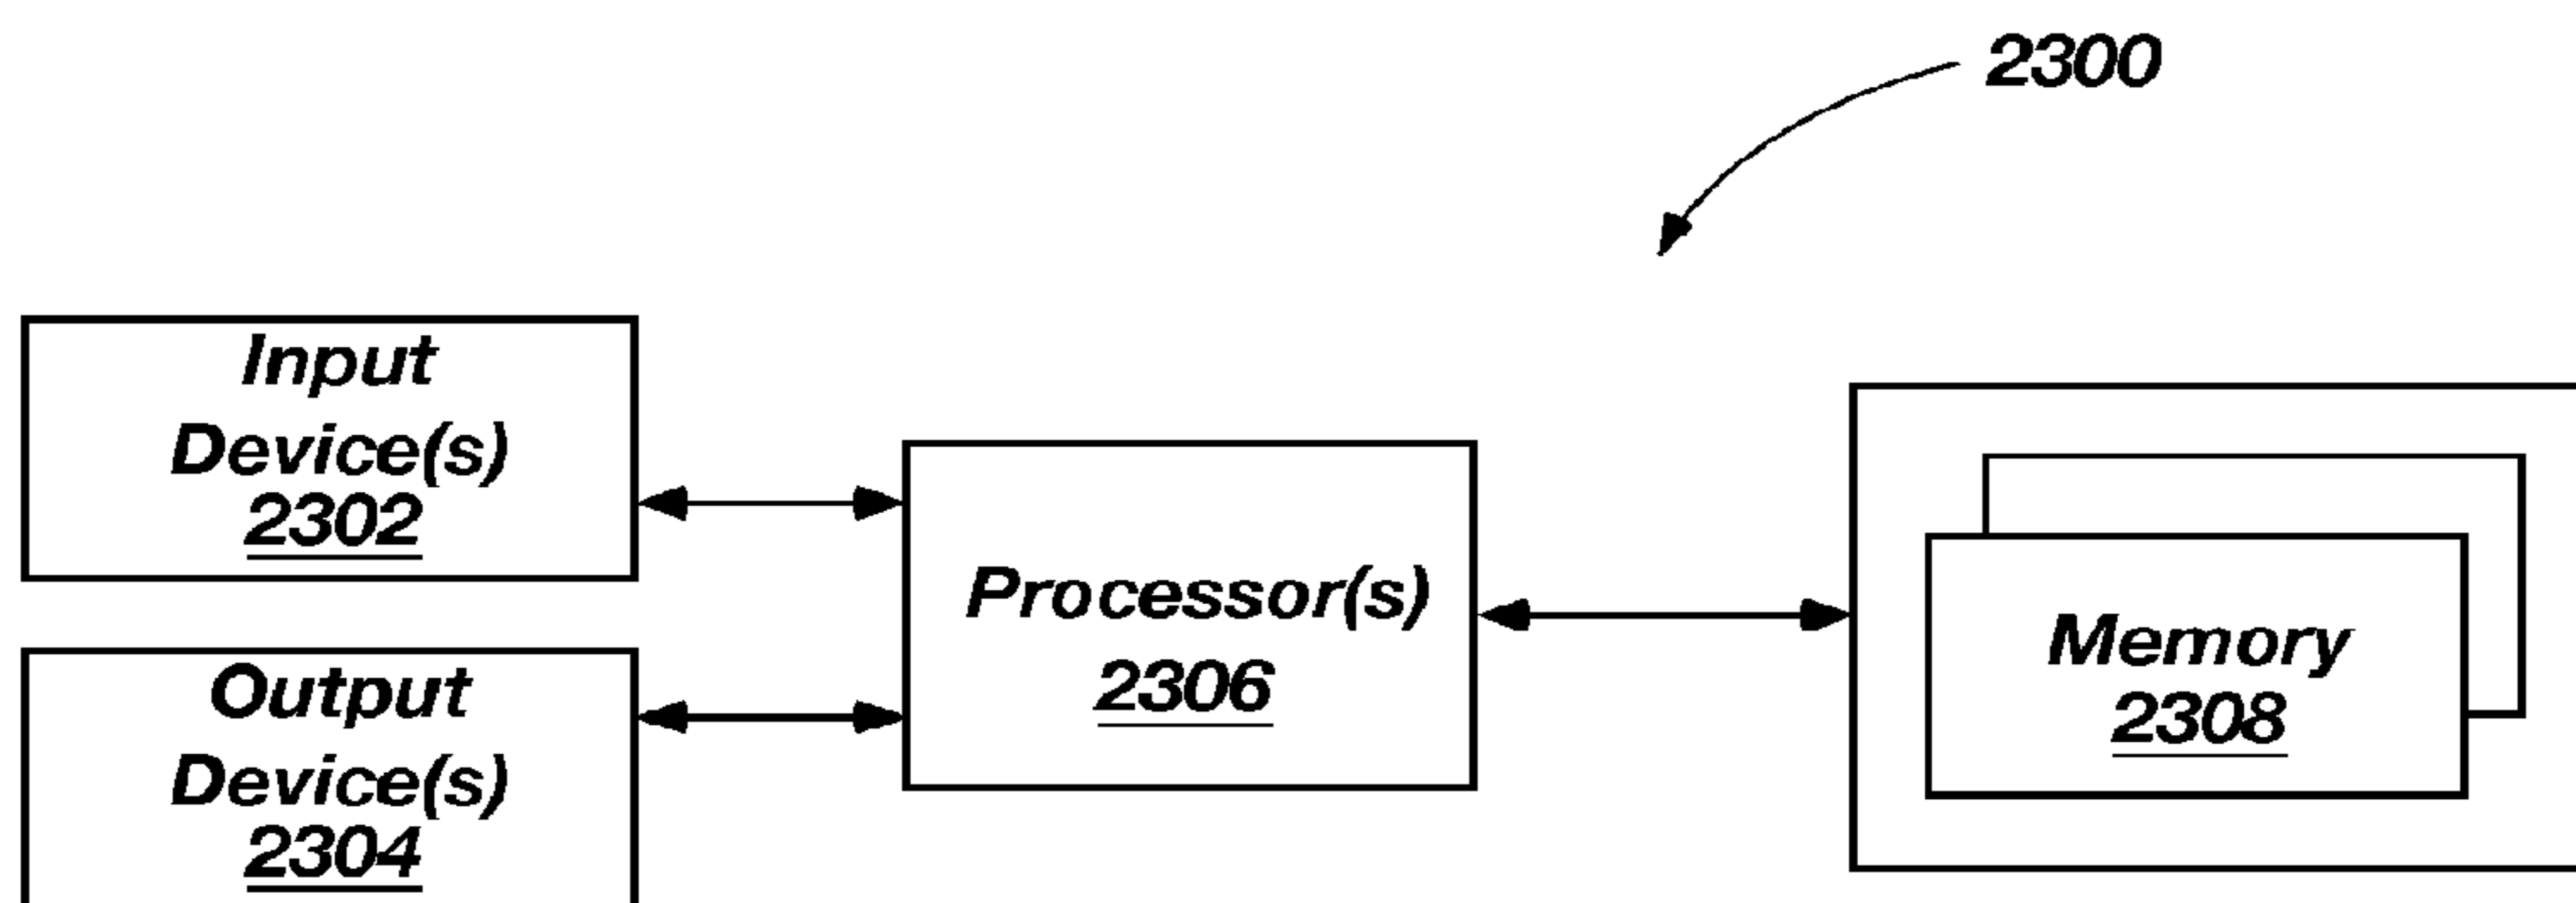 2300
Input
Device(s)
2302
Output
Device(s)
2304
Processor(s)
2306
Memory
2308